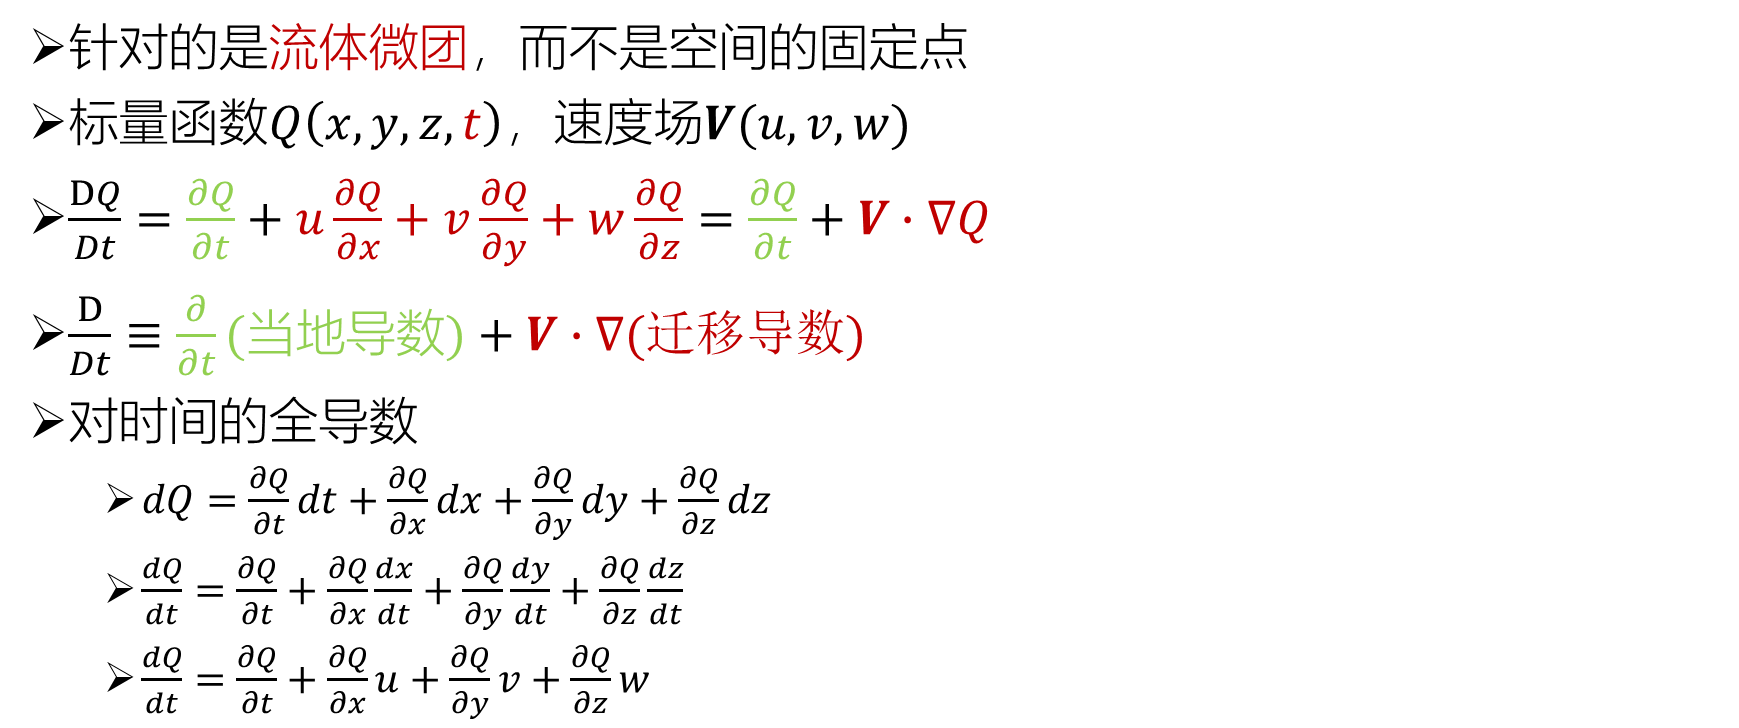 ➢针对的是流体微团，而不是空间的固定点
➢标量函数Q(x, y, z, t)，速度场V(u, v, w)
➢DQ/Dt = ∂Q/∂t + u ∂Q/∂x + v ∂Q/∂y + w ∂Q/∂z = ∂Q/∂t + V · ∇Q
➢D/Dt ≡ ∂/∂t (当地导数) + V · ∇(迁移导数)
➢对时间的全导数
➢dQ = ∂Q/∂t dt + ∂Q/∂x dx + ∂Q/∂y dy + ∂Q/∂z dz
➢dQ/dt = ∂Q/∂t + ∂Q/∂x dx/dt + ∂Q/∂y dy/dt + ∂Q/∂z dz/dt
➢dQ/dt = ∂Q/∂t + ∂Q/∂x u + ∂Q/∂y v + ∂Q/∂z w